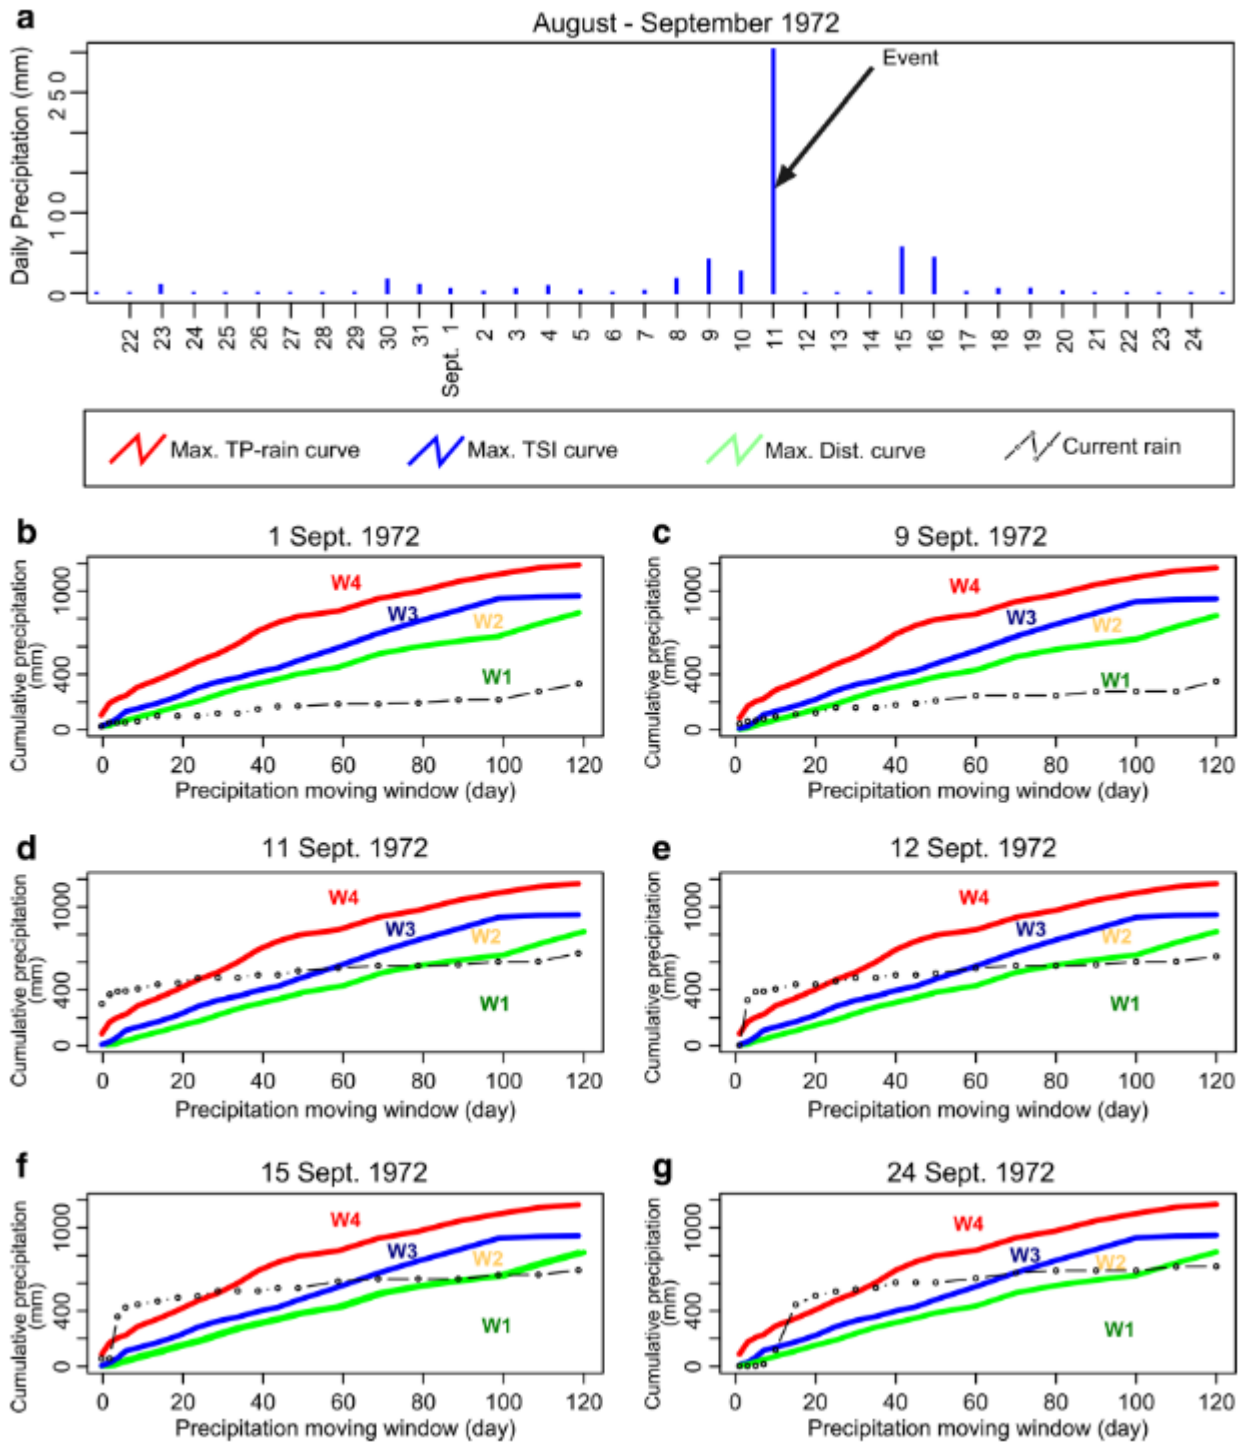 a
August - September 1972
Daily Precipitation (mm)
0 100 250
Event
22 23 24 25 26 27 28 29 30 31 Sept. 1 2 3 4 5 6 7 8 9 10 11 12 13 14 15 16 17 18 19 20 21 22 23 24
Max. TP-rain curve Max. TSI curve Max. Dist. curve Current rain
b
1 Sept. 1972
Cumulative precipitation
(mm)
0 400 1000
W4
W3
W2
W1
0 20 40 60 80 100 120
Precipitation moving window (day)
c
9 Sept. 1972
Cumulative precipitation
(mm)
0 400 1000
W4
W3
W2
W1
0 20 40 60 80 100 120
Precipitation moving window (day)
d
11 Sept. 1972
Cumulative precipitation
(mm)
0 400 1000
W4
W3
W2
W1
0 20 40 60 80 100 120
Precipitation moving window (day)
e
12 Sept. 1972
Cumulative precipitation
(mm)
0 400 1000
W4
W3
W2
W1
0 20 40 60 80 100 120
Precipitation moving window (day)
f
15 Sept. 1972
Cumulative precipitation
(mm)
0 400 1000
W4
W3
W2
W1
0 20 40 60 80 100 120
Precipitation moving window (day)
g
24 Sept. 1972
Cumulative precipitation
(mm)
0 400 1000
W4
W3
W2
W1
0 20 40 60 80 100 120
Precipitation moving window (day)